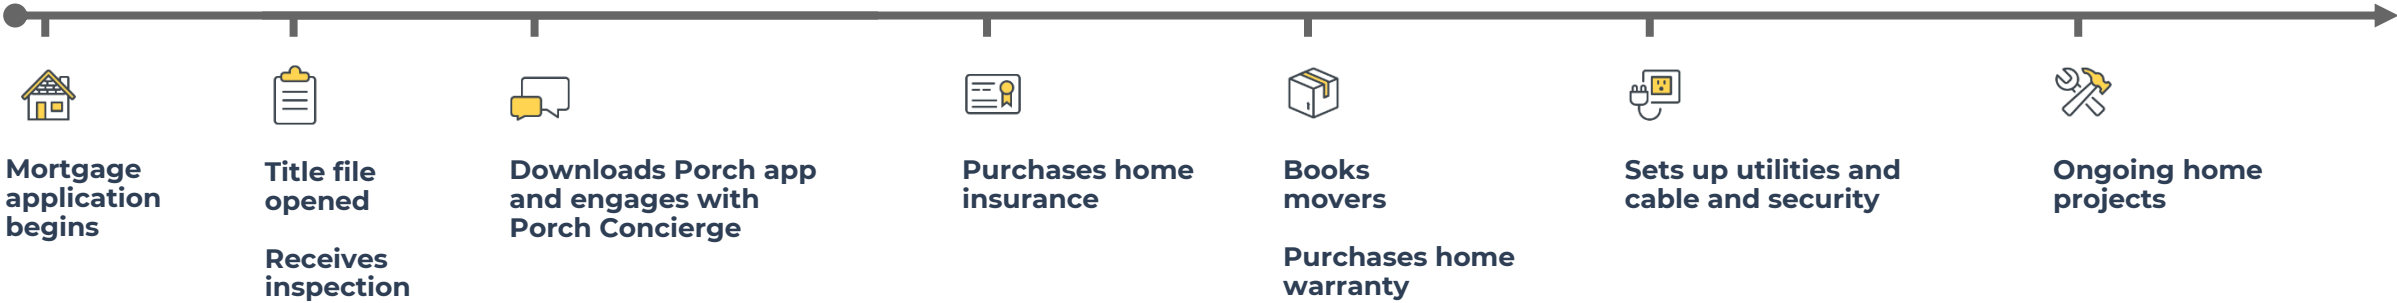 Mortgage
application
begins
Title file
opened
Receives
inspection
Downloads Porch app
and engages with
Porch Concierge
Purchases home
insurance
Books
movers
Purchases home
warranty
Sets up utilities and
cable and security
Ongoing home
projects